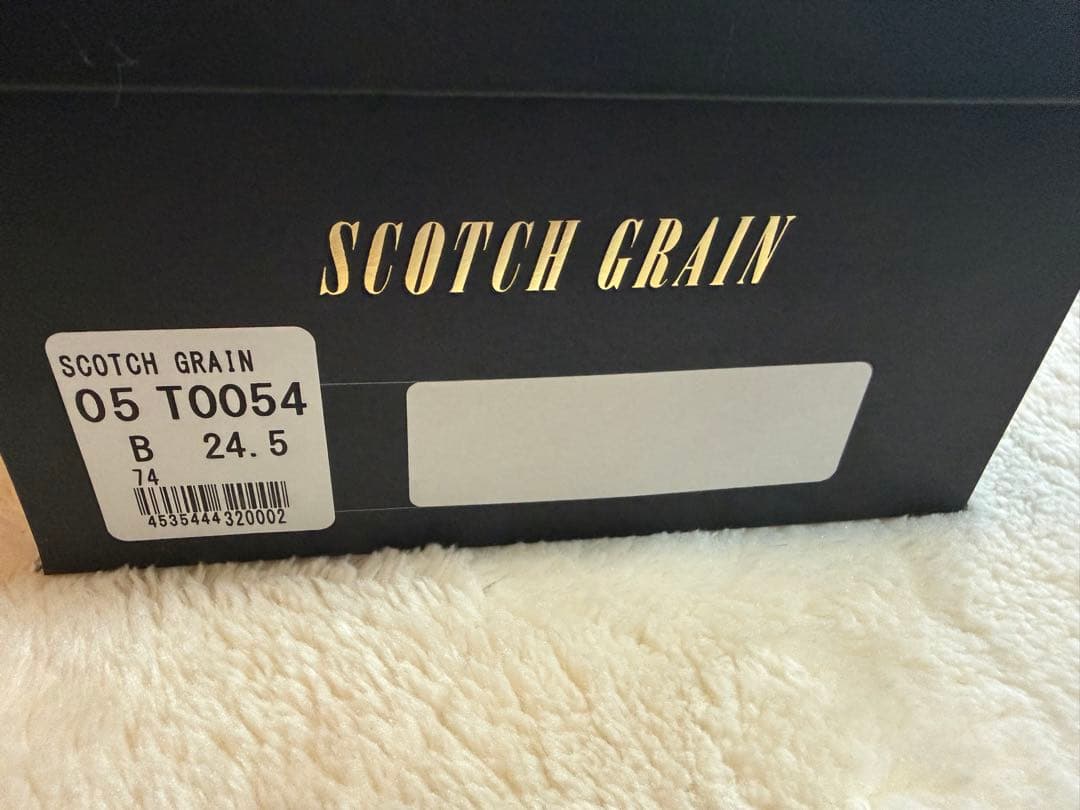 SCOTCH GRAIN
SCOTCH GRAIN
05 T0054
B 24.5
74
4535444320002